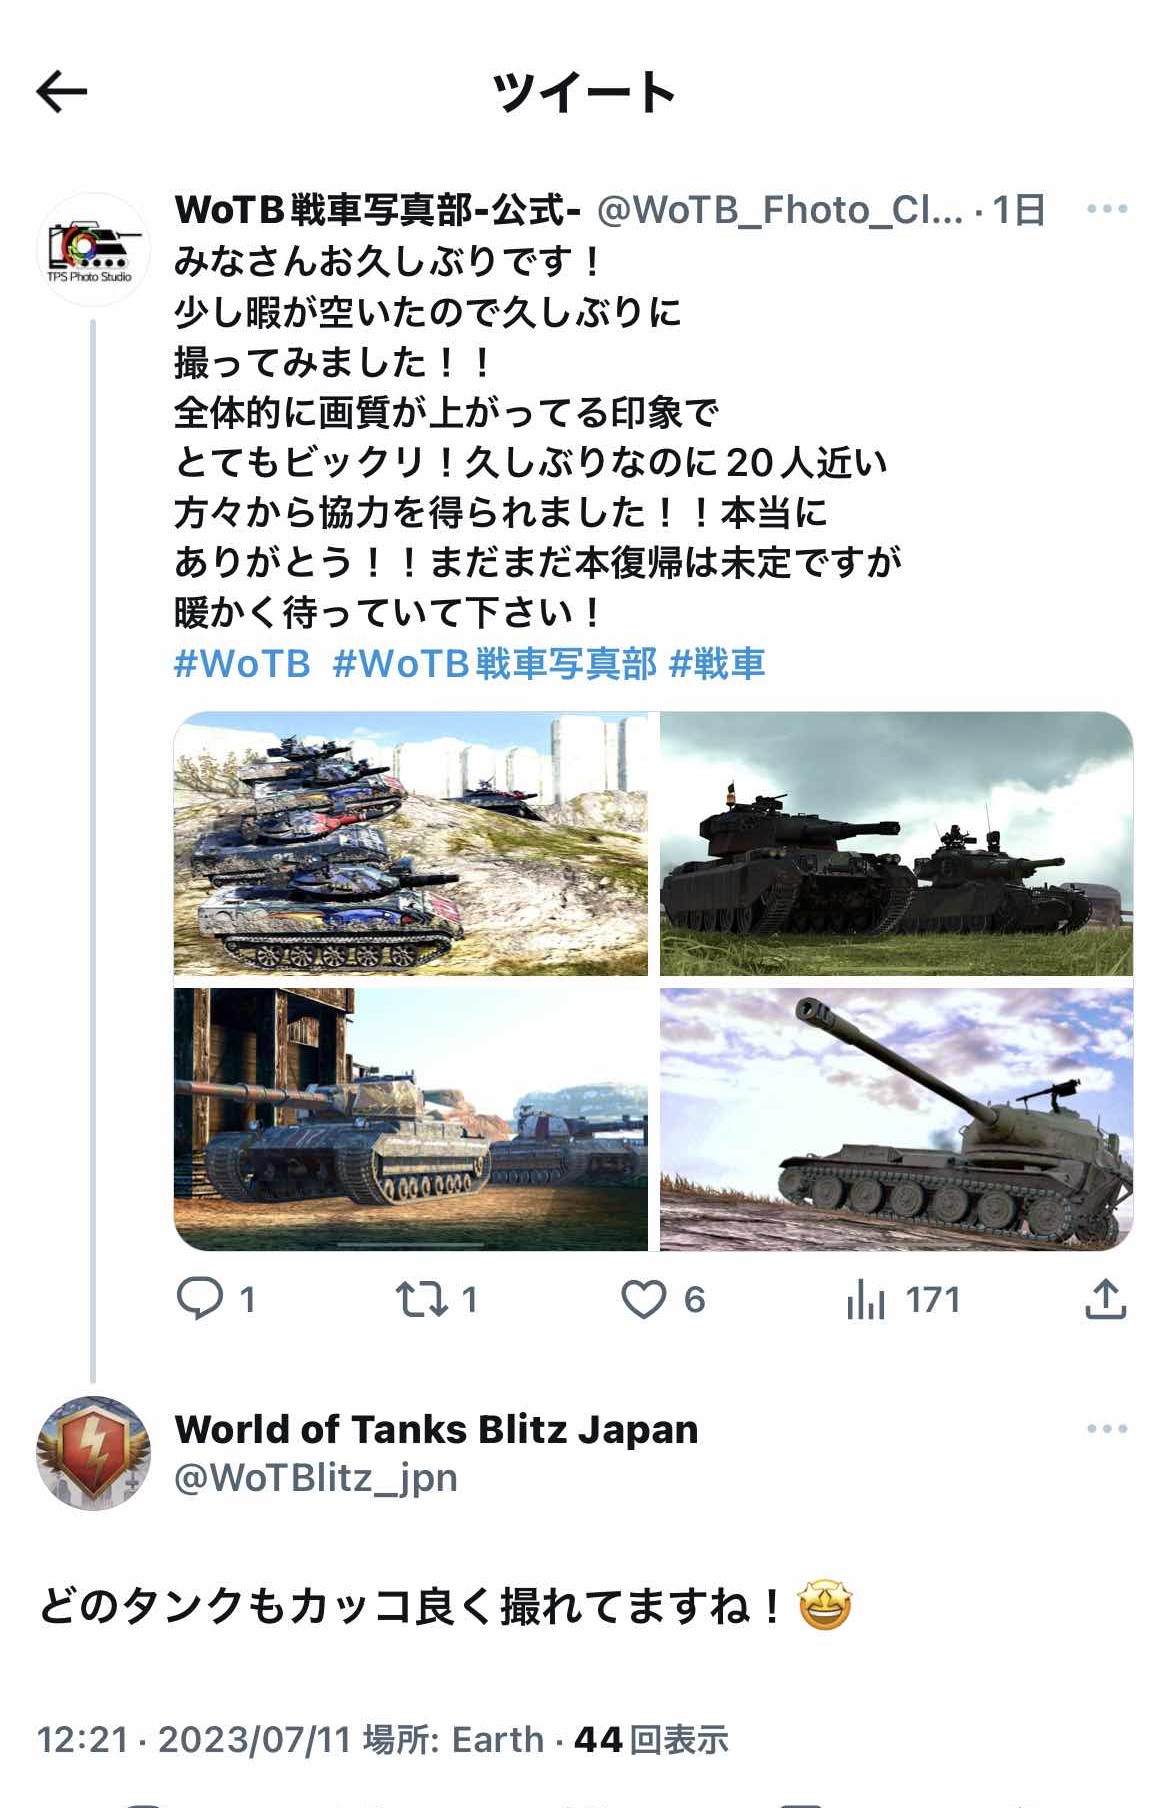 ツイート
WoTB戦車写真部-公式- @WoTB_Fhoto_Cl... · 1日
TPS Photo Studio
みなさんお久しぶりです！
少し暇が空いたので久しぶりに
撮ってみました！！
全体的に画質が上がってる印象で
とてもビックリ！久しぶりなのに20人近い
方々から協力を得られました！！本当に
ありがとう！！まだまだ本復帰は未定ですが
暖かく待っていて下さい！
#WoTB #WoTB戦車写真部 #戦車
1 1 6 171
World of Tanks Blitz Japan
@WoTBlitz_jpn
どのタンクもカッコ良く撮れてますね！🤩
12:21 · 2023/07/11 場所: Earth · 44回表示